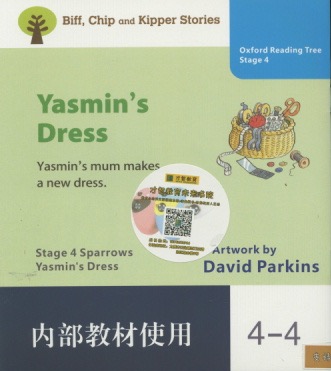 Biff, Chip and Kipper Stories
Oxford Reading Tree
Stage 4
Yasmin's
Dress
Yasmin's mum makes
a new dress.
Stage 4 Sparrows
Yasmin's Dress
Artwork by
David Parkins
内部教材使用
4-4